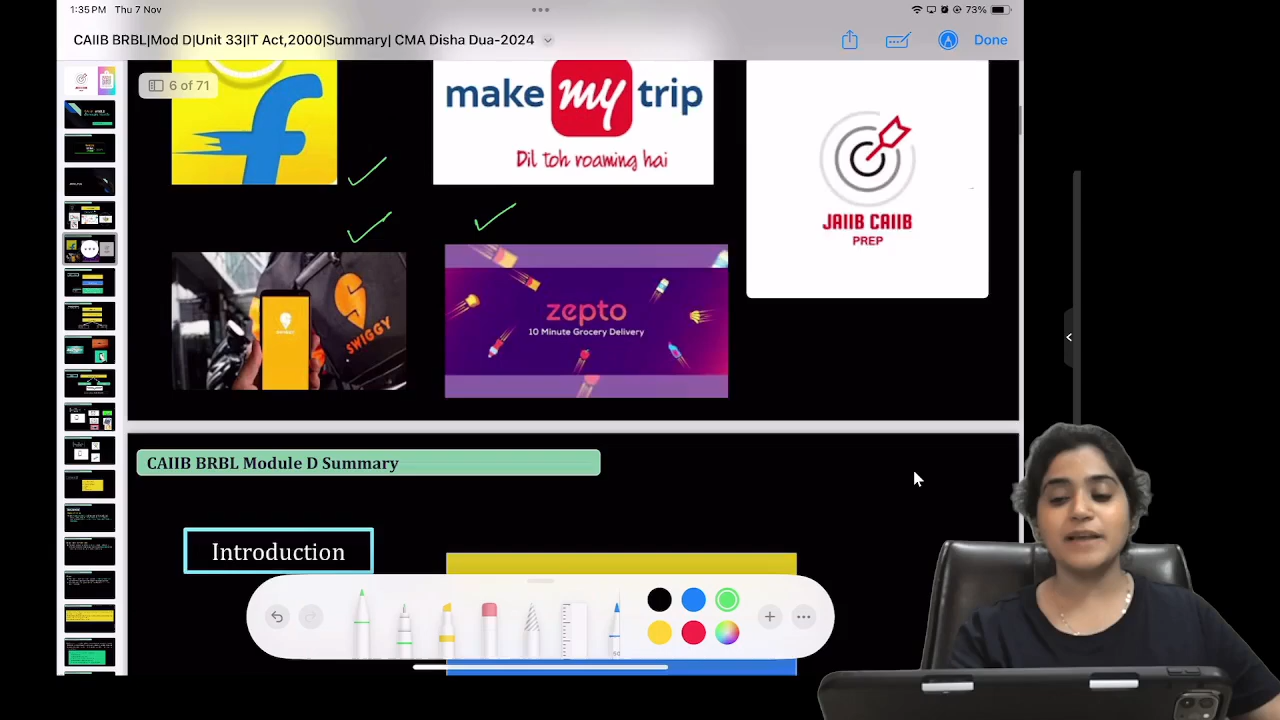 1:35 PM Thu 7 Nov
73%
CAIIB BRBL|Mod D|Unit 33|IT Act,2000|Summary| CMA Disha Dua-2024
Done
6 of 71
make my trip
Dil toh roaming hai
JAIIB CAIIB
PREP
SWIGGY
zepto
10 Minute Grocery Delivery
CAIIB BRBL Module D Summary
Introduction